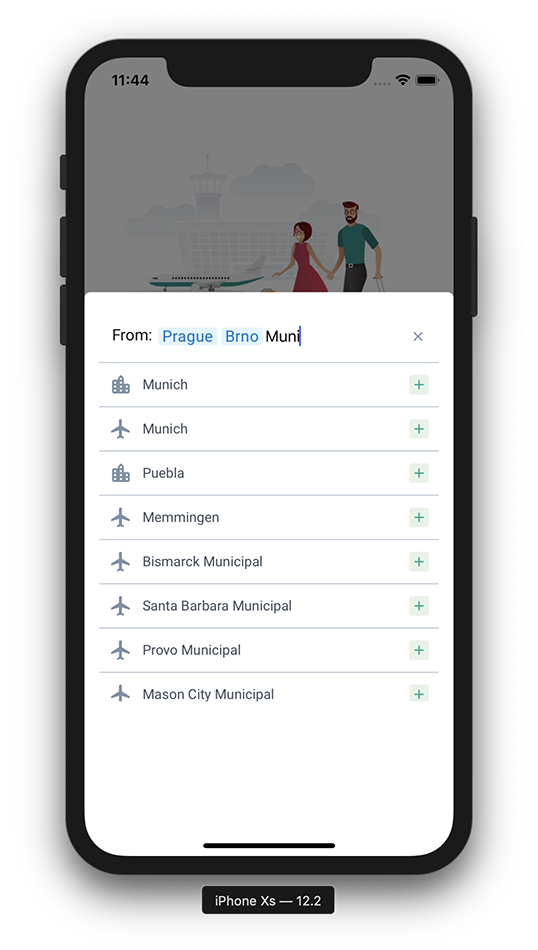 11:44
From: Prague Brno Muni
Munich
Munich
Puebla
Memmingen
Bismarck Municipal
Santa Barbara Municipal
Provo Municipal
Mason City Municipal
iPhone Xs — 12.2